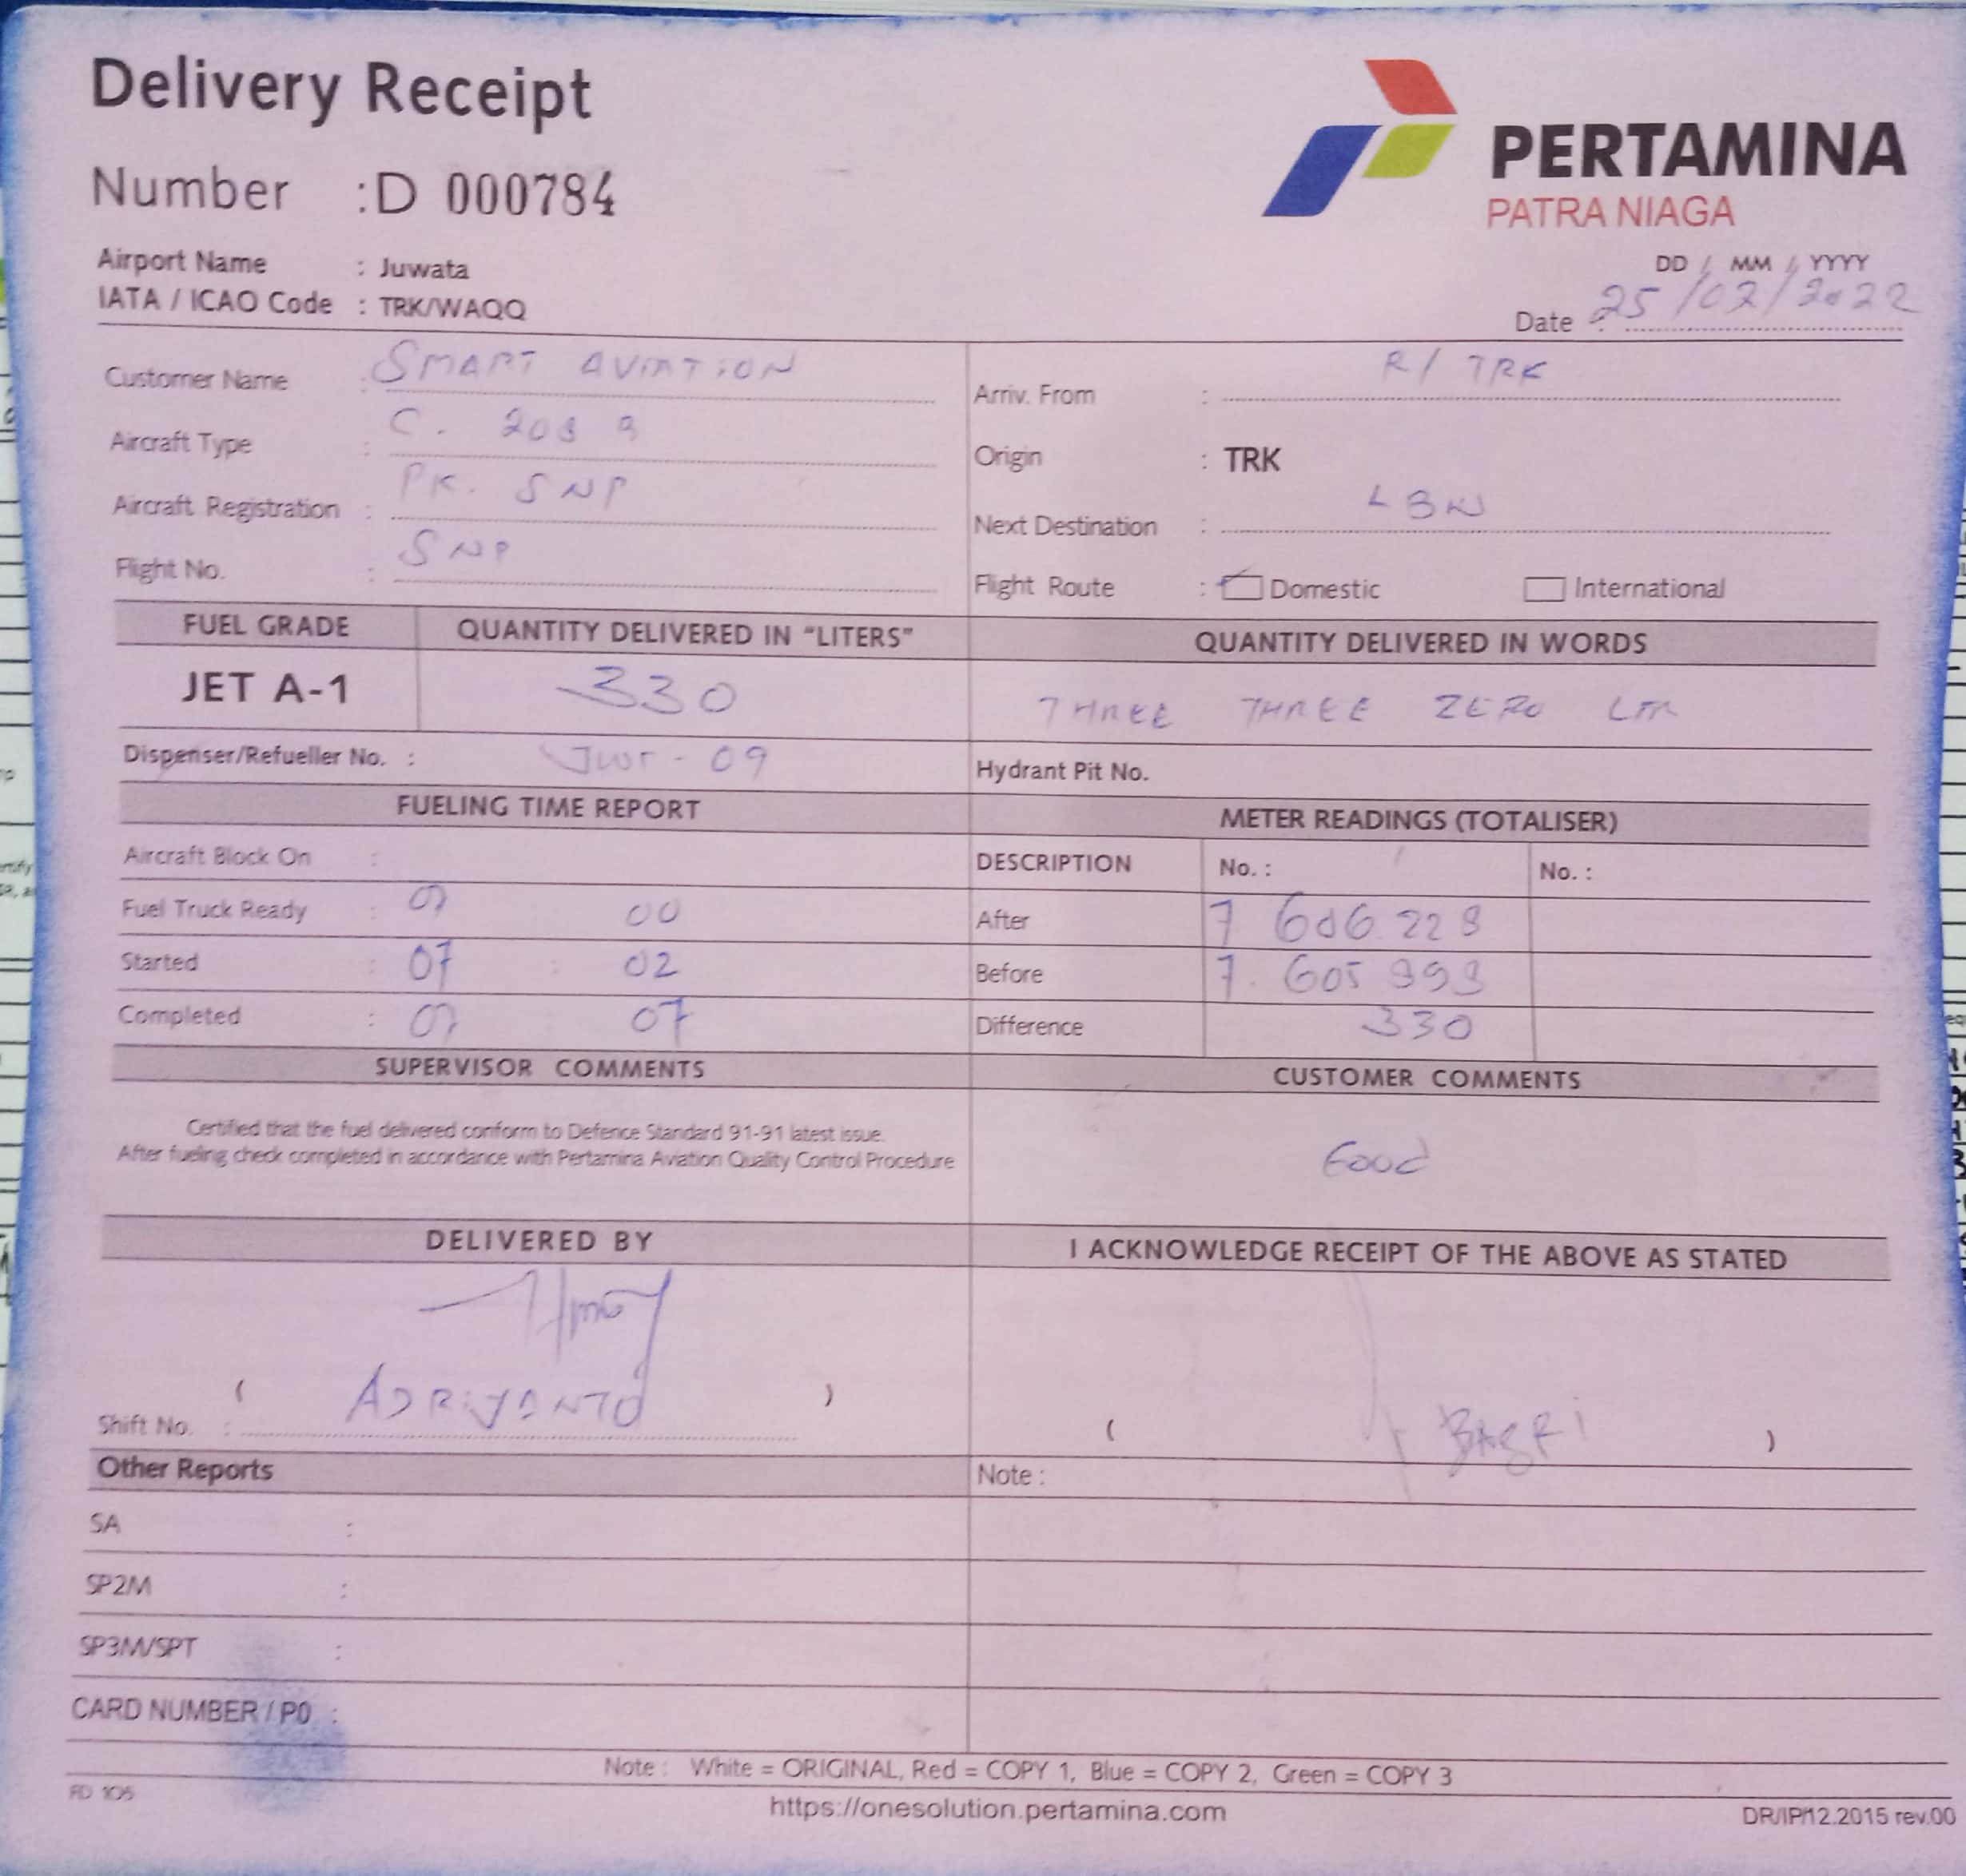 Delivery Receipt
PERTAMINA
PATRA NIAGA
Number : D 000784
Airport Name : Juwata
IATA / ICAO Code : TRK/WAQQ
DD / MM / YYYY
Date : 25/02/2022
Customer Name : SMART AVIATION
Arriv. From : R/ TRK
Aircraft Type : C. 208 B
Origin : TRK
Aircraft Registration : PK. SNP
Next Destination : LBN
Flight No. : SNP
Flight Route : Domestic International
FUEL GRADE QUANTITY DELIVERED IN "LITERS" QUANTITY DELIVERED IN WORDS
JET A-1 330 THREE THREE ZERO LTR
Dispenser/Refueller No. : JWT - 09 Hydrant Pit No.
FUELING TIME REPORT METER READINGS (TOTALISER)
Aircraft Block On : DESCRIPTION No. : No. :
Fuel Truck Ready : 07 00 After 7 606.223
Started : 07 : 02 Before 7. 605 993
Completed : 07 07 Difference 330
SUPERVISOR COMMENTS CUSTOMER COMMENTS
Certified that the fuel delivered conform to Defence Standard 91-91 latest issue.
After fueling check completed in accordance with Pertamina Aviation Quality Control Procedure
Good
DELIVERED BY I ACKNOWLEDGE RECEIPT OF THE ABOVE AS STATED
( ADRIYANTO )
Shift No. :
( )
Other Reports Note :
SA :
SP2M :
SP3M/SPT :
CARD NUMBER / PO :
Note : White = ORIGINAL, Red = COPY 1, Blue = COPY 2, Green = COPY 3
FD 106
https://onesolution.pertamina.com
DR/IP/12.2015 rev.00